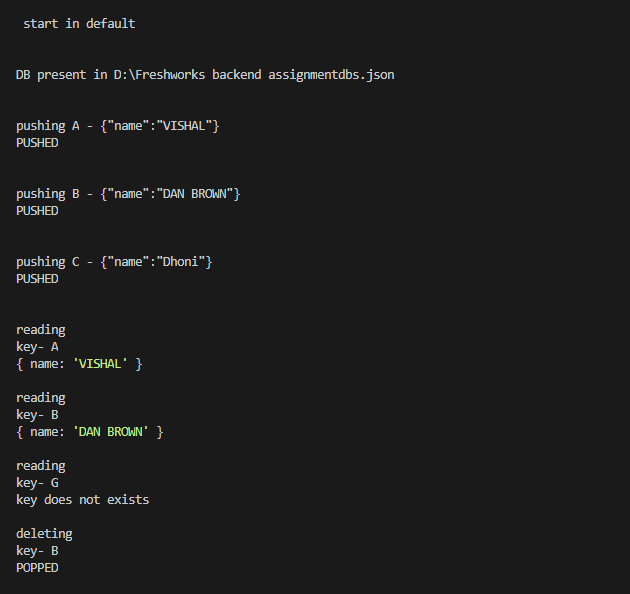 start in default
DB present in D:\Freshworks backend assignmentdbs.json
pushing A - {"name":"VISHAL"}
PUSHED
pushing B - {"name":"DAN BROWN"}
PUSHED
pushing C - {"name":"Dhoni"}
PUSHED
reading
key- A
{ name: 'VISHAL' }
reading
key- B
{ name: 'DAN BROWN' }
reading
key- G
key does not exists
deleting
key- B
POPPED